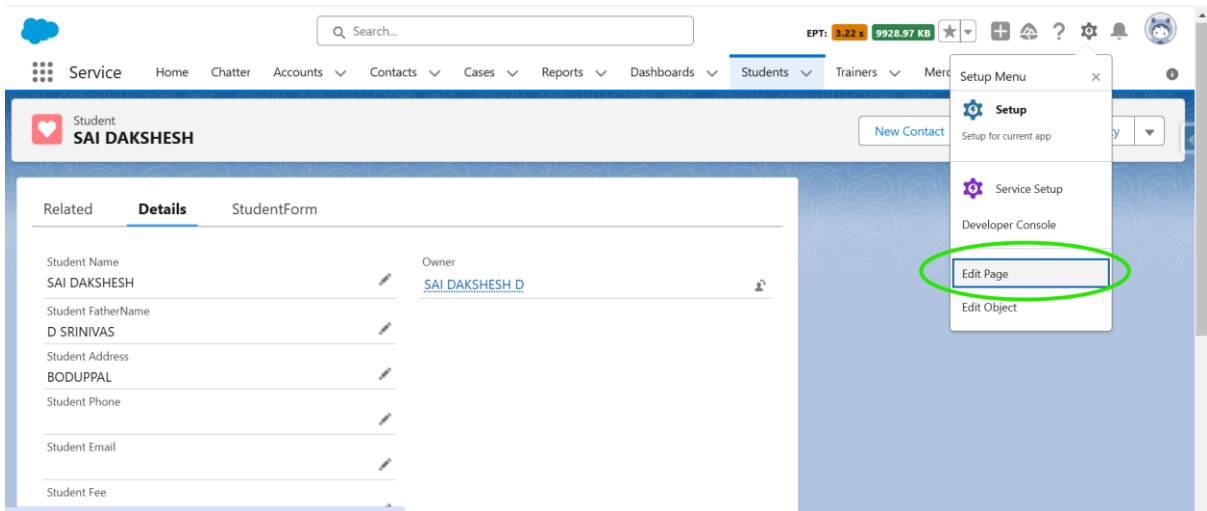 Search...
EPT: 3.22 s 9928.97 KB
Service Home Chatter Accounts Contacts Cases Reports Dashboards Students Trainers
Setup Menu
Setup
Setup for current app
Service Setup
Developer Console
Edit Page
Edit Object
Student
SAI DAKSHESH
New Contact
Related Details StudentForm
Student Name
SAI DAKSHESH
Owner
SAI DAKSHESH D
Student FatherName
D SRINIVAS
Student Address
BODUPPAL
Student Phone
Student Email
Student Fee